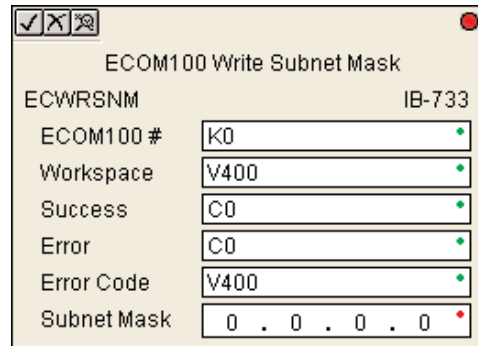 ECOM100 Write Subnet Mask
ECWRSNM IB-733
ECOM100 # K0
Workspace V400
Success C0
Error C0
Error Code V400
Subnet Mask 0 . 0 . 0 . 0